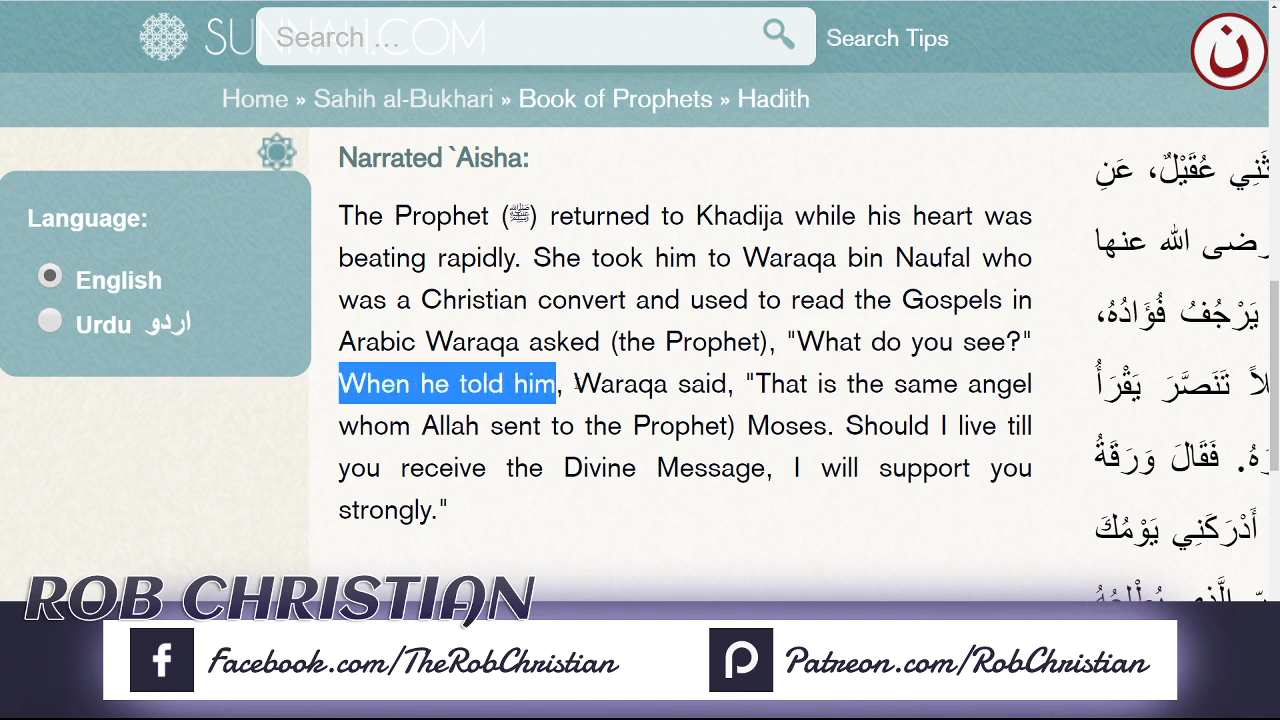 SUNNAH.COM
Search ...
Search Tips
ن
Home » Sahih al-Bukhari » Book of Prophets » Hadith
Language:
English
Urdu اردو
Narrated `Aisha:
The Prophet (ﷺ) returned to Khadija while his heart was
beating rapidly. She took him to Waraqa bin Naufal who
was a Christian convert and used to read the Gospels in
Arabic Waraqa asked (the Prophet), "What do you see?"
When he told him, Waraqa said, "That is the same angel
whom Allah sent to the Prophet) Moses. Should I live till
you receive the Divine Message, I will support you
strongly."
ثَنِي عُقَيْلٌ، عَنِ
رضى الله عنها
يَرْجُفُ فُؤَادُهُ،
لاً تَنَصَّرَ يَقْرَأُ
رَهُ. فَقَالَ وَرَقَةُ
أَدْرَكَنِي يَوْمُكَ
ROB CHRISTIAN
f Facebook.com/TheRobChristian
Patreon.com/RobChristian